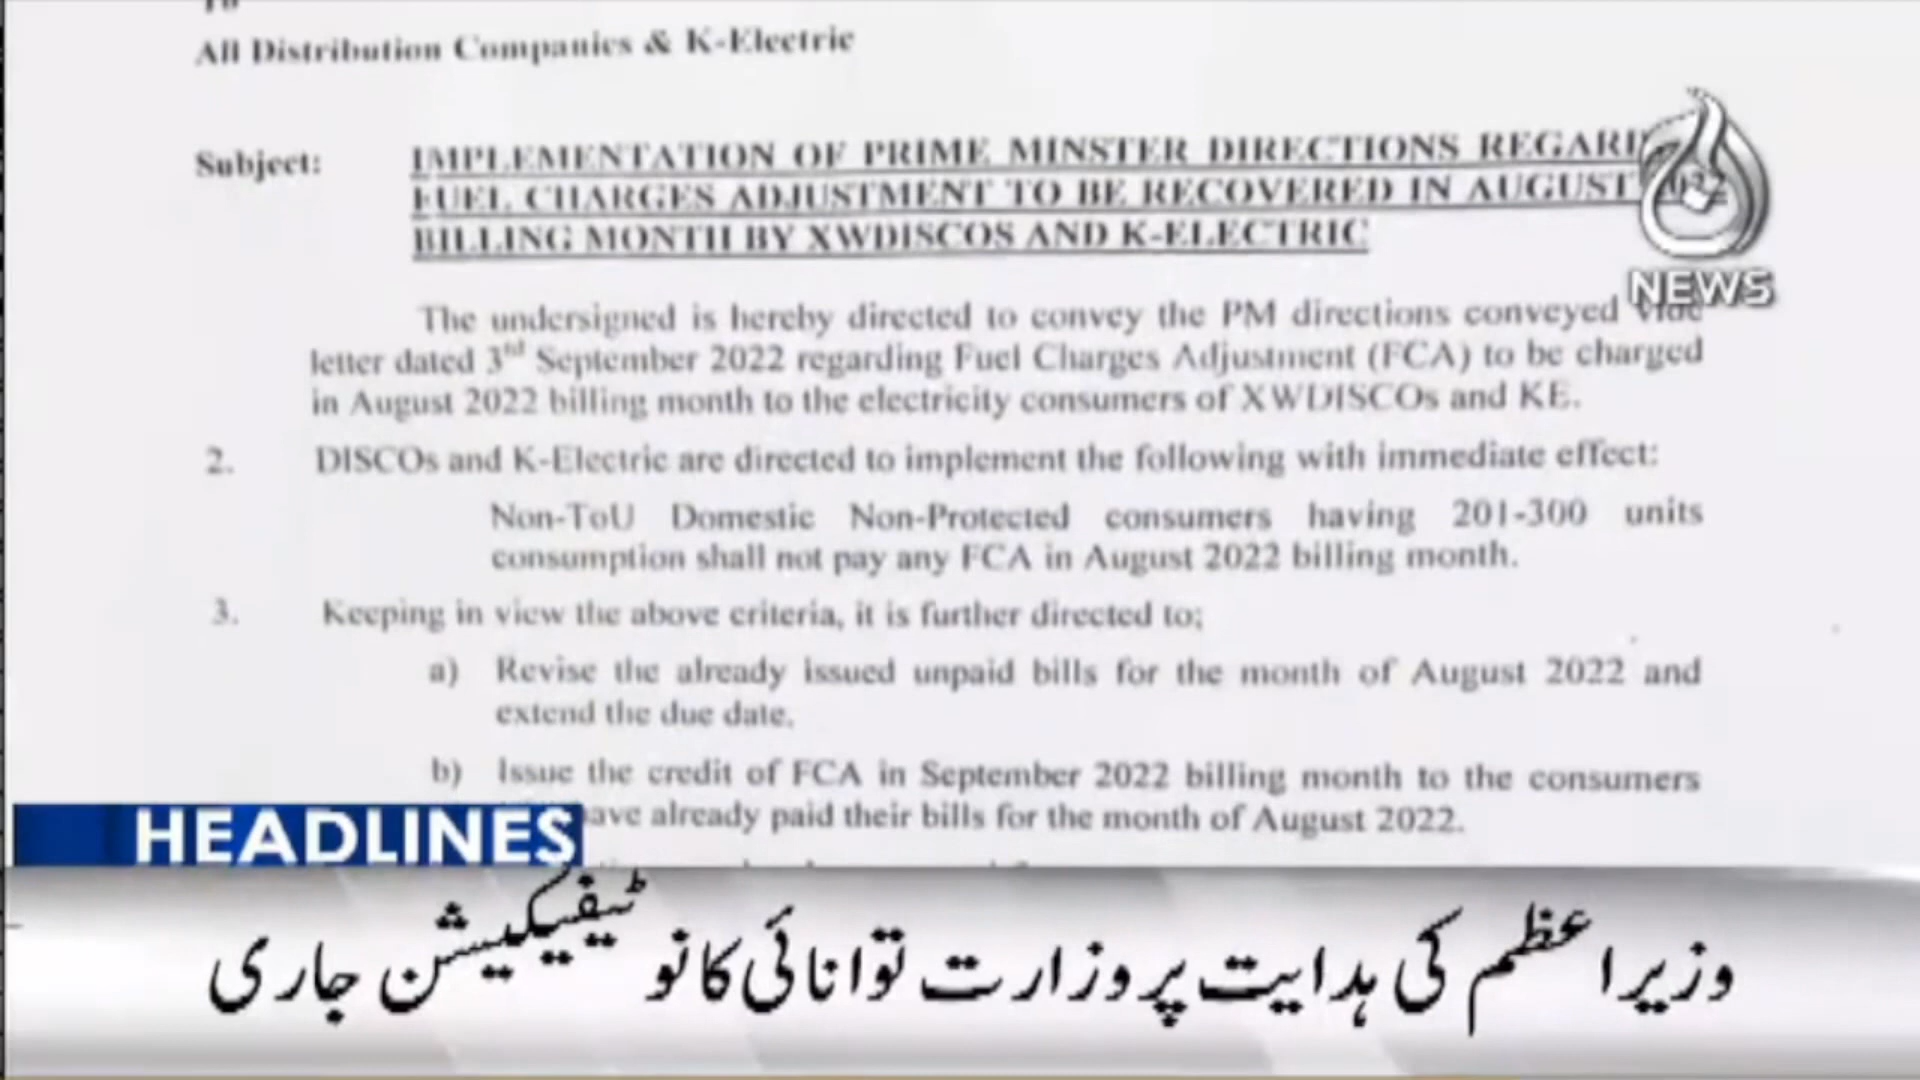 To
All Distribution Companies & K-Electric
Subject: IMPLEMENTATION OF PRIME MINSTER DIRECTIONS
FUEL CHARGES ADJUSTMENT TO BE RECOVERED IN AUGUST 2022
BILLING MONTH BY XWDISCOS AND K-ELECTRIC
NEWS
The undersigned is hereby directed to convey the PM directions conveyed vide
letter dated 3rd September 2022 regarding Fuel Charges Adjustment (FCA) to be charged
in August 2022 billing month to the electricity consumers of XWDISCOs and KE.
2. DISCOs and K-Electric are directed to implement the following with immediate effect:
Non-ToU Domestic Non-Protected consumers having 201-300 units
consumption shall not pay any FCA in August 2022 billing month.
3. Keeping in view the above criteria, it is further directed to;
a) Revise the already issued unpaid bills for the month of August 2022 and
extend the due date.
b) Issue the credit of FCA in September 2022 billing month to the consumers
already paid their bills for the month of August 2022.
HEADLINES
وزیراعظم کی ہدایت پر وزارت توانائی کا نوٹیفیکیشن جاری